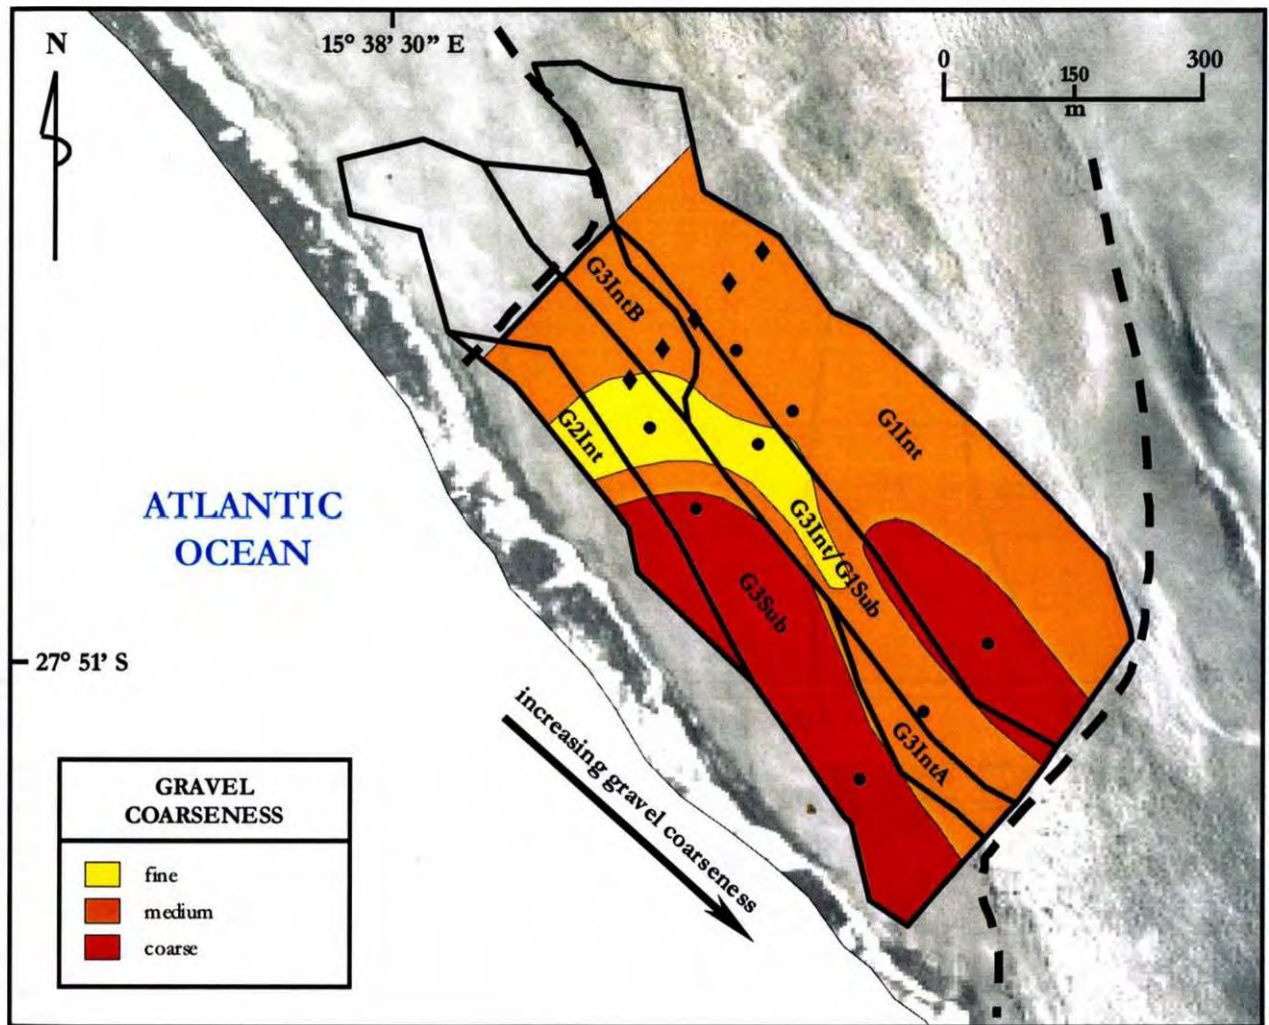 N
15° 38' 30” E
0
150
300
m
G3IntB
G1Int
G2Int
G3Int/G1Sub
G3Sub
G3IntA
ATLANTIC
OCEAN
27° 51' S
increasing gravel coarseness
GRAVEL
COARSENESS
fine
medium
coarse